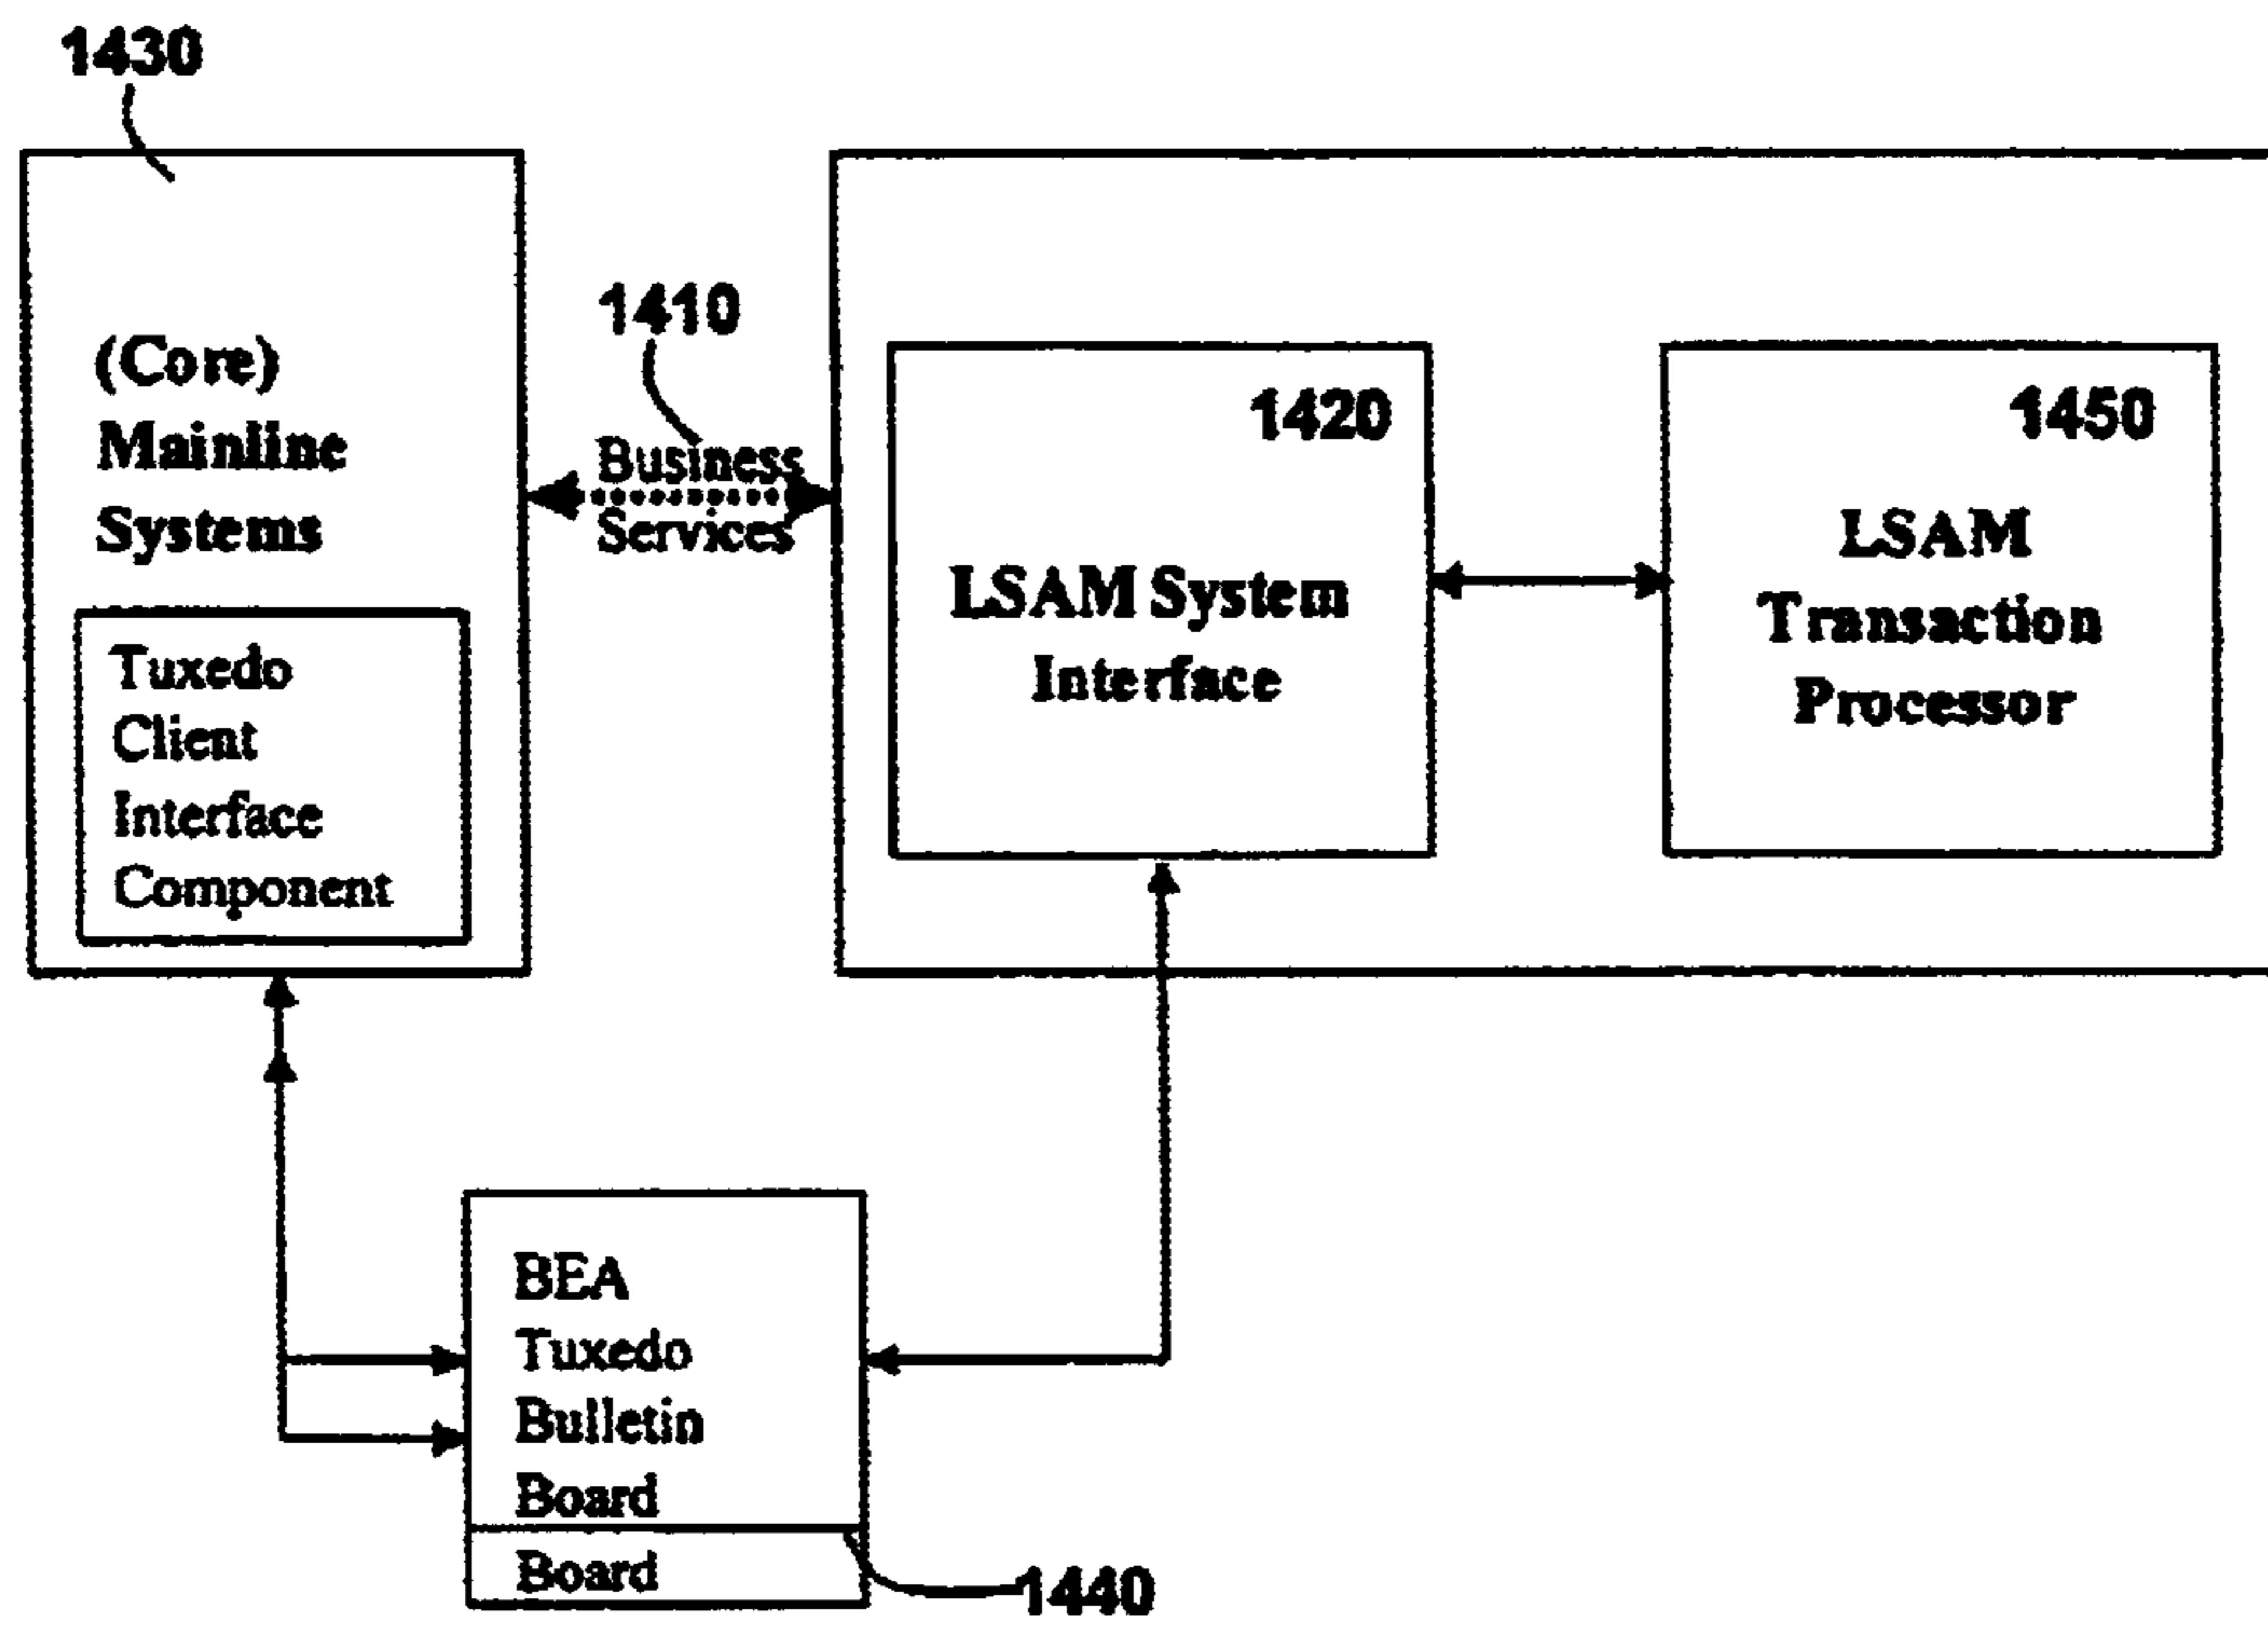 1430
(Core)
Mainline
Systems
Tuxedo
Client
Interface
Component
1410
Business
Services
1420
LSAM System
Interface
1450
LSAM
Transaction
Processor
BEA
Tuxedo
Bulletin
Board
Board
1440